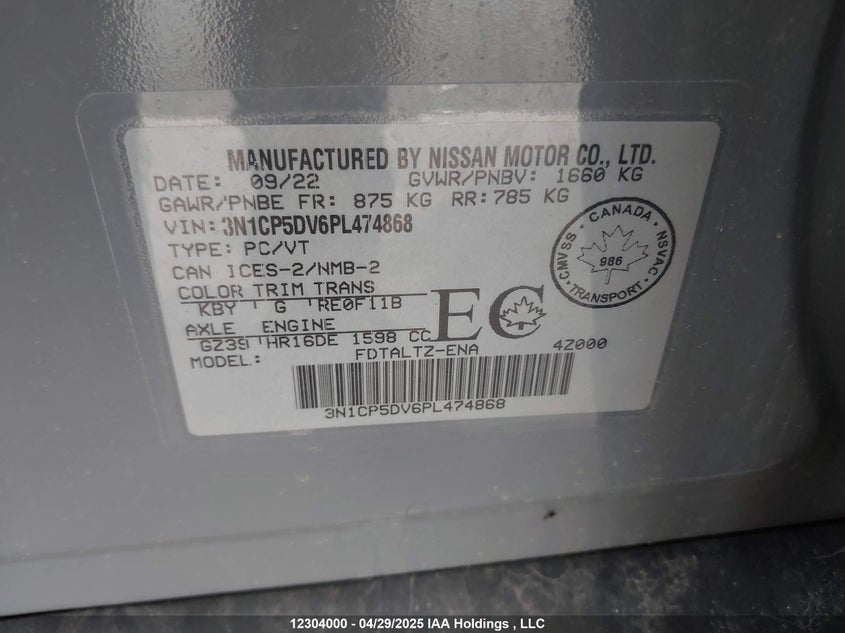 MANUFACTURED BY NISSAN MOTOR CO., LTD.
DATE: 09/22 GVWR/PNBV: 1660 KG
GAWR/PNBE FR: 875 KG RR: 785 KG
VIN: 3N1CP5DV6PL474868
TYPE: PC/VT
CAN ICES-2/NMB-2
COLOR TRIM TRANS
KBY G RE0F11B
AXLE ENGINE
GZ39 HR16DE 1598 CC
MODEL: FDTALTZ-ENA 4Z000
3N1CP5DV6PL474868
EC
CANADA
CMVSS 986 NSVAC
TRANSPORT
12304000 - 04/29/2025 IAA Holdings , LLC